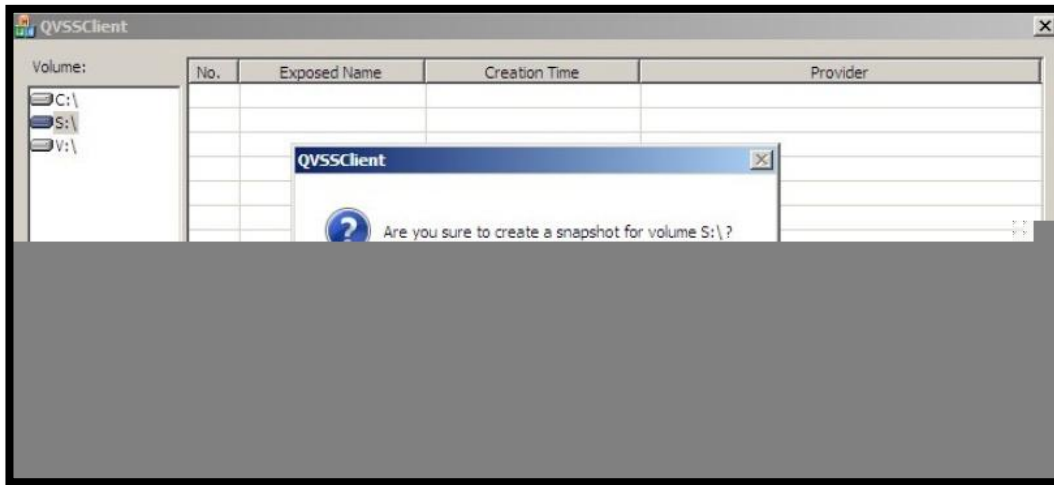 QVSSClient
Volume:
No. Exposed Name Creation Time Provider
C:\
S:\
V:\
QVSSClient
Are you sure to create a snapshot for volume S:\ ?